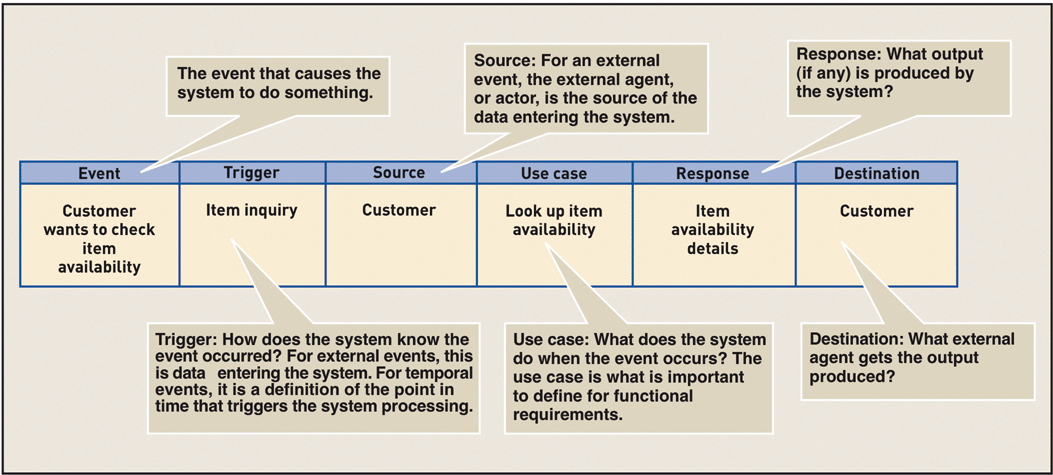 The event that causes the
system to do something.
Source: For an external
event, the external agent,
or actor, is the source of the
data entering the system.
Response: What output
(if any) is produced by
the system?
Event
Trigger
Source
Use case
Response
Destination
Customer
wants to check
item
availability
Item inquiry
Customer
Look up item
availability
Item
availability
details
Customer
Trigger: How does the system know the
event occurred? For external events, this
is data entering the system. For temporal
events, it is a definition of the point in
time that triggers the system processing.
Use case: What does the system
do when the event occurs? The
use case is what is important
to define for functional
requirements.
Destination: What external
agent gets the output
produced?